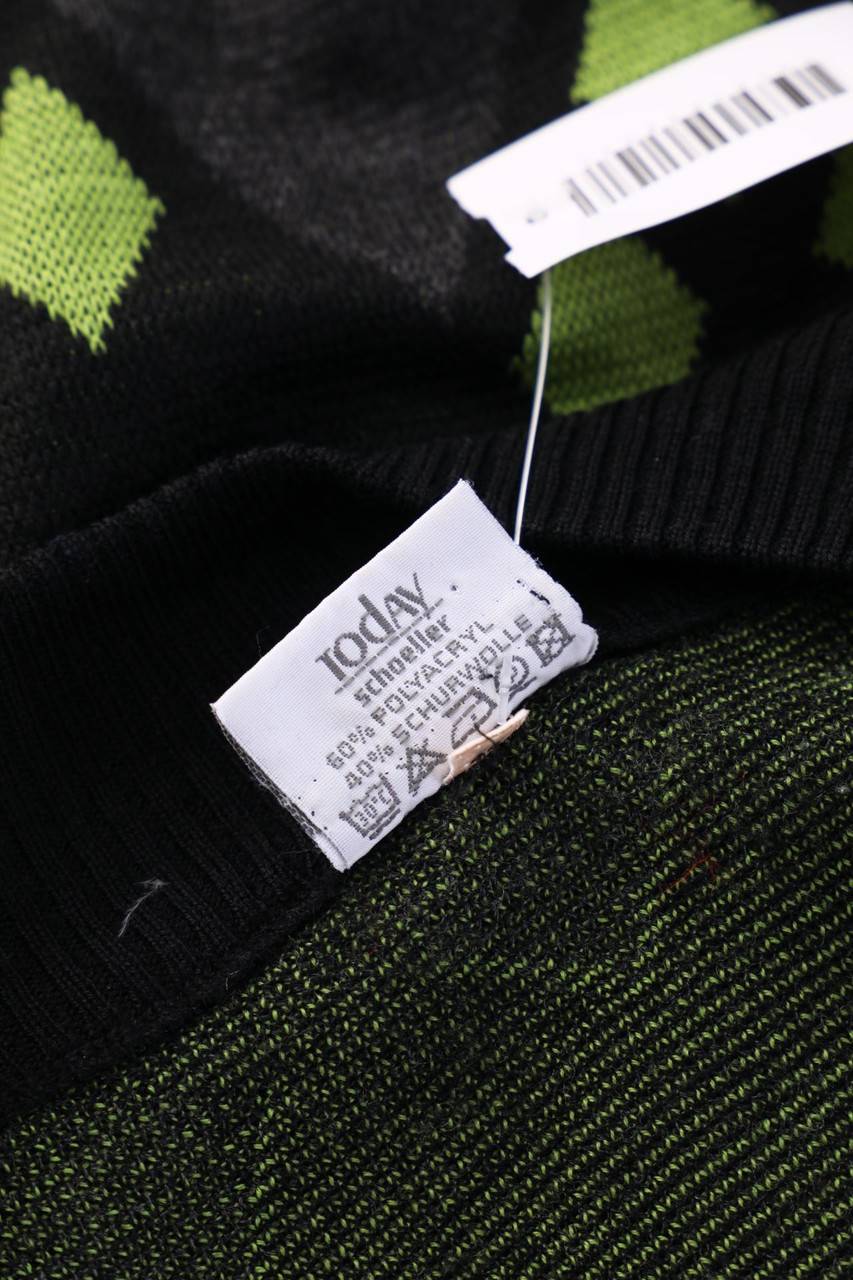 TODAY
schoeller
60% POLYACRYL
40% SCHURWOLLE